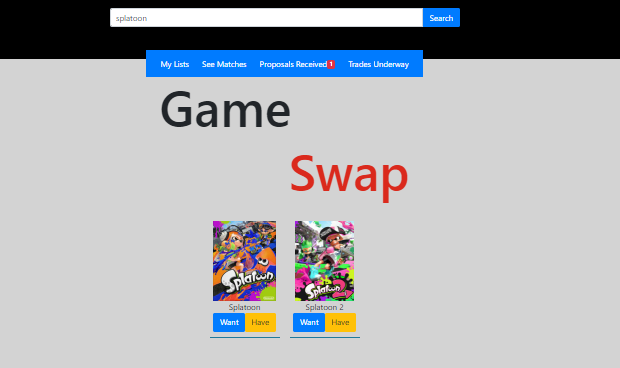 splatoon Search
My Lists See Matches Proposals Received 1 Trades Underway
Game
Swap
Splatoon Splatoon 2
Splatoon Splatoon 2
Want Have Want Have